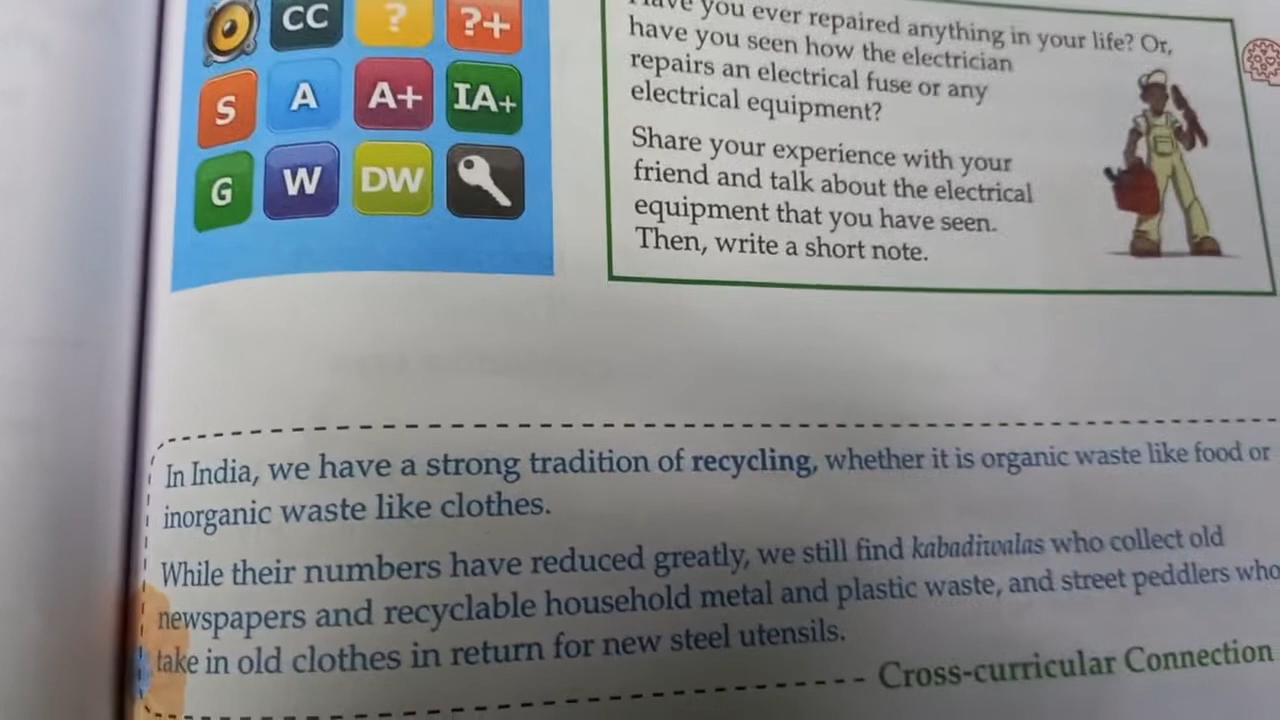 CC ? ?+
S A A+ IA+
G W DW
Have you ever repaired anything in your life? Or,
have you seen how the electrician
repairs an electrical fuse or any
electrical equipment?
Share your experience with your
friend and talk about the electrical
equipment that you have seen.
Then, write a short note.
In India, we have a strong tradition of recycling, whether it is organic waste like food or
inorganic waste like clothes.
While their numbers have reduced greatly, we still find kabadiwalas who collect old
newspapers and recyclable household metal and plastic waste, and street peddlers who
take in old clothes in return for new steel utensils.
Cross-curricular Connection